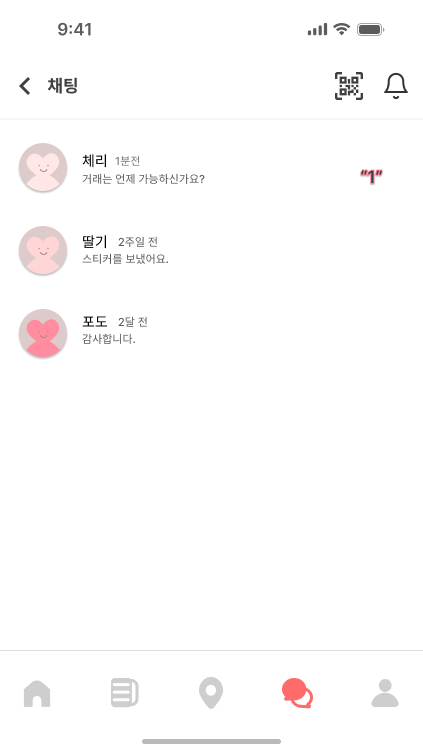 9:41
채팅
체리 1분전
거래는 언제 가능하신가요?
“1”
딸기 2주일 전
스티커를 보냈어요.
포도 2달 전
감사합니다.